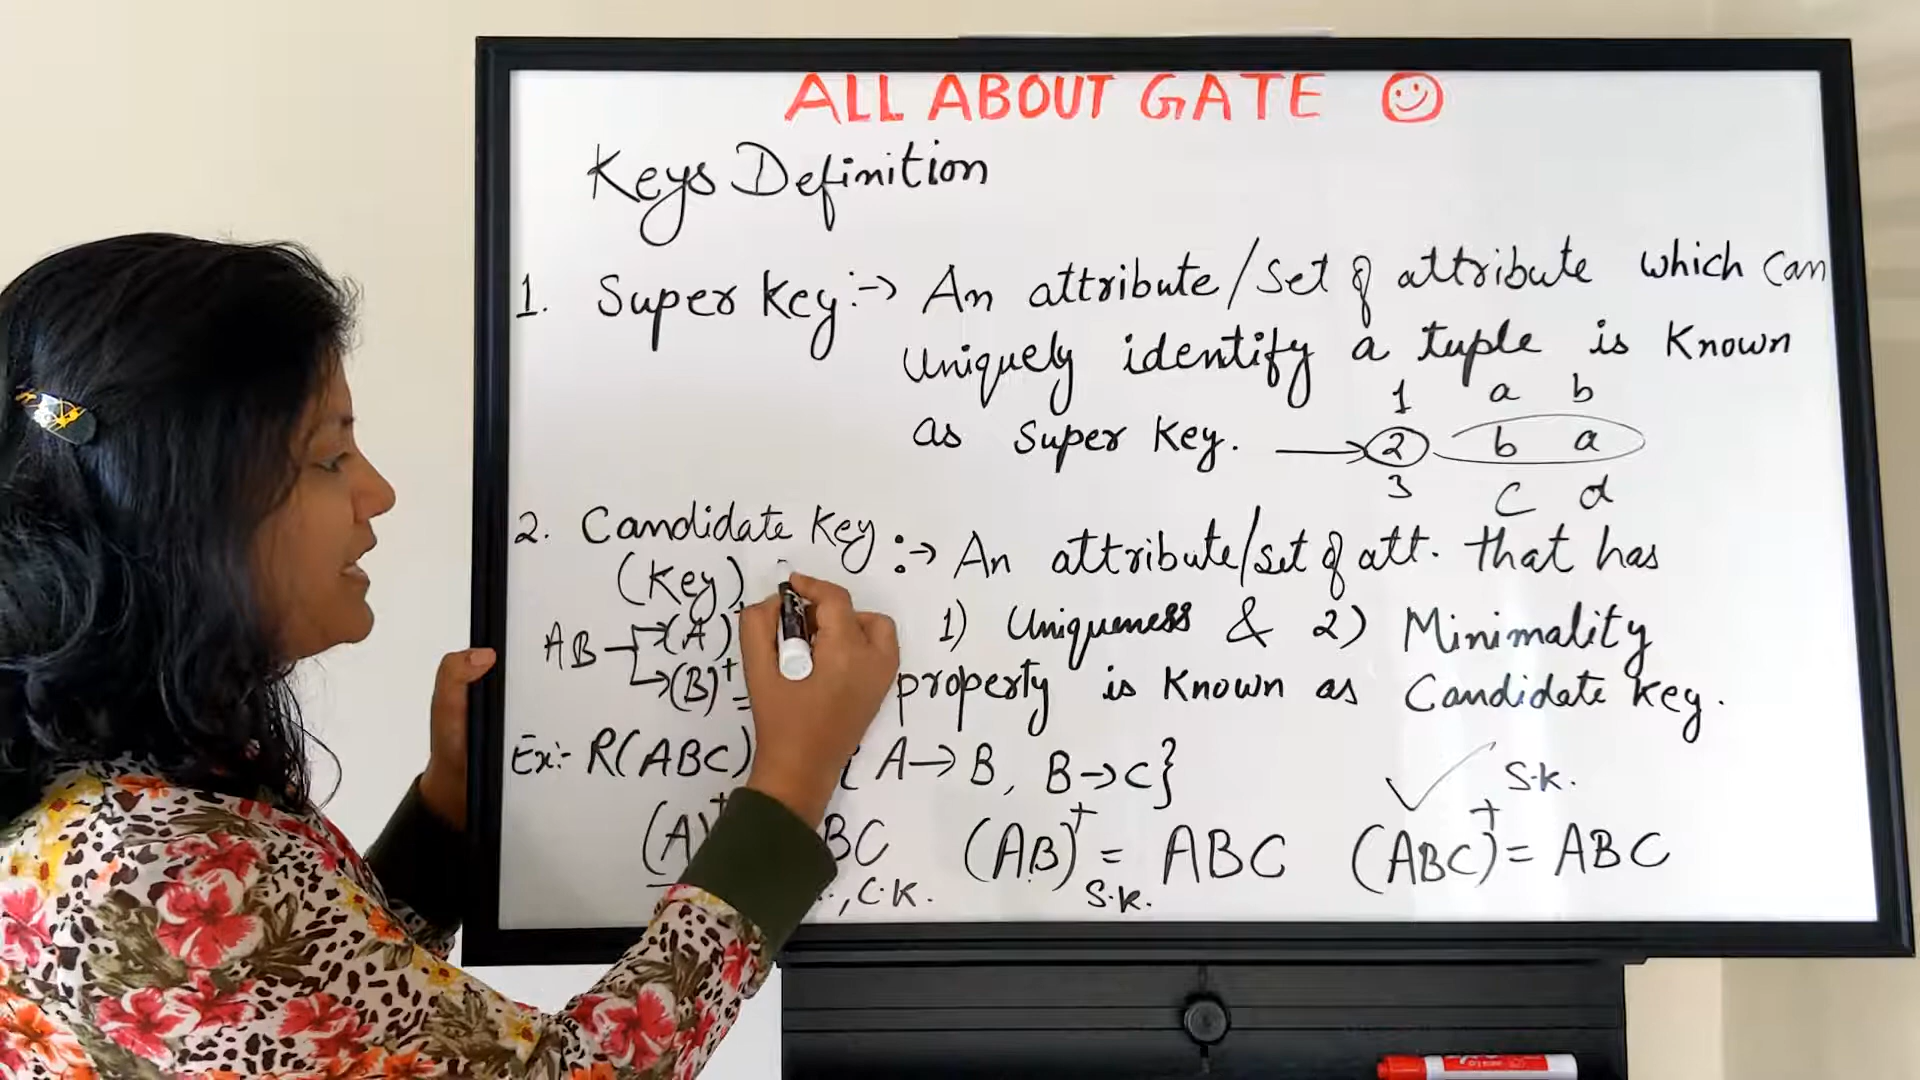 ALL ABOUT GATE
Keys Definition
1. Super Key :-> An attribute/Set of attribute which can
Uniquely identify a tuple is Known
as Super Key.
1 a b
2 b a
3 c d
2. Candidate Key :-> An attribute/set of att. that has
(Key)
1) Uniqueness & 2) Minimality
property is Known as Candidate Key.
AB (A)
(B)+ =
Ex:- R(ABC) { A->B, B->C}
(A)+ BC (AB)+ = ABC (ABC)+ = ABC
, C.K. S.K. S.K.